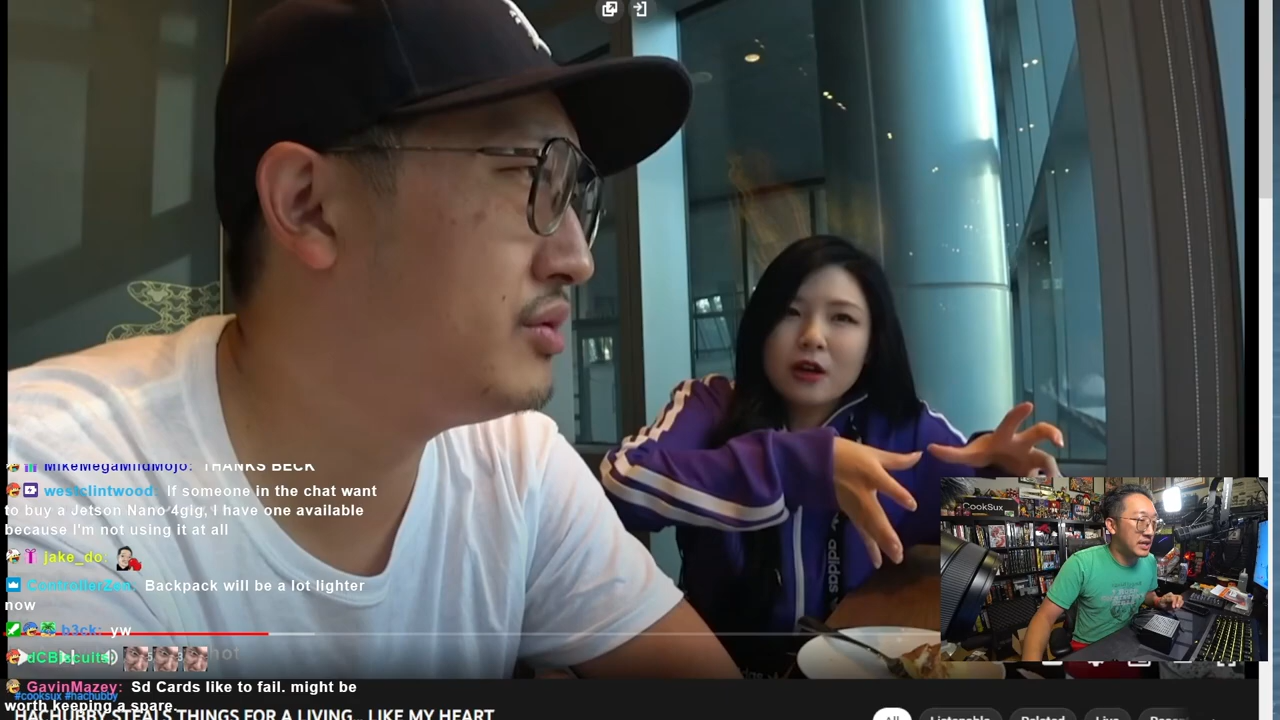 MikeMegaMildMojo: THANKS BECK
westclintwood: If someone in the chat want
to buy a Jetson Nano 4gig, I have one available
because I'm not using it at all
jake_do:
ControllerZen: Backpack will be a lot lighter
now
b3ck: yw
dCBiscuits:
GavinMazey: Sd Cards like to fail. might be
#cooksux #hachubby
worth keeping a spare.
HACHUBBY STEALS THINGS FOR A LIVING... LIKE MY HEART
All
Listenable
Related
Live
adidas
CookSux